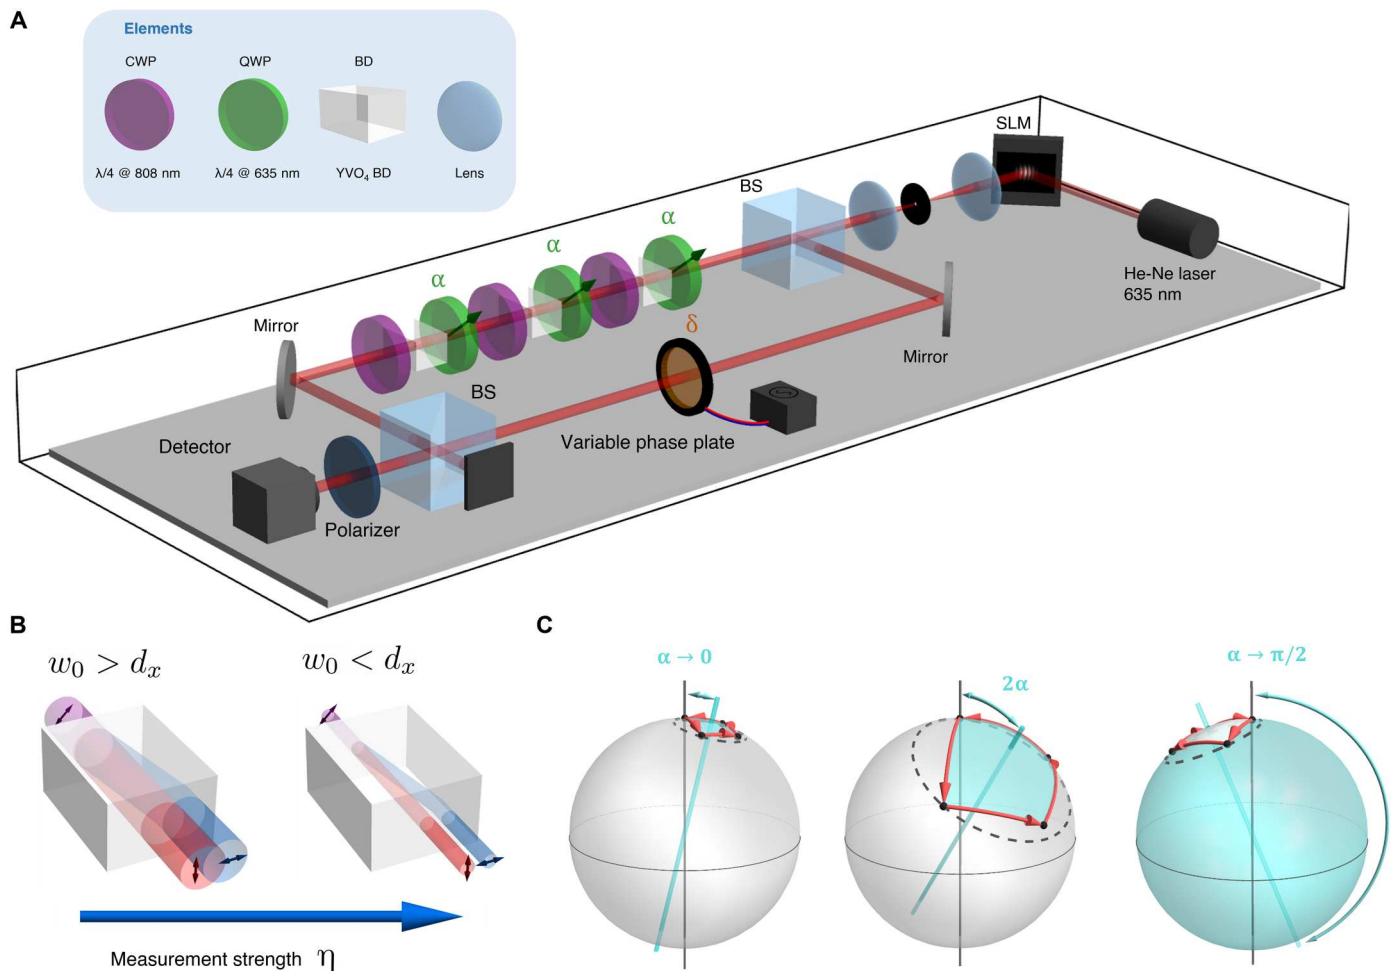 A
Elements
CWP
QWP
BD
λ/4 @ 808 nm
λ/4 @ 635 nm
YVO₄ BD
Lens
SLM
BS
α
α
α
He-Ne laser
635 nm
Mirror
δ
Mirror
BS
Variable phase plate
Detector
Polarizer
B
w₀ > dₓ
w₀ < dₓ
Measurement strength η
C
α → 0
2α
α → π/2